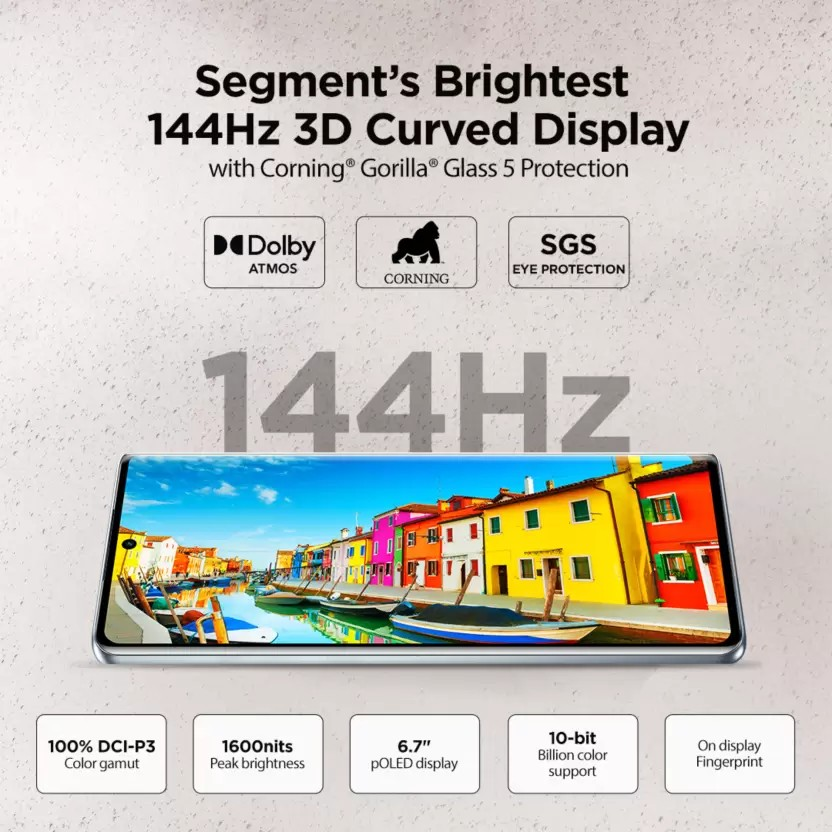 Segment's Brightest
144Hz 3D Curved Display
with Corning® Gorilla® Glass 5 Protection
Dolby
ATMOS
CORNING
SGS
EYE PROTECTION
144Hz
100% DCI-P3
Color gamut
1600nits
Peak brightness
6.7"
pOLED display
10-bit
Billion color
support
On display
Fingerprint